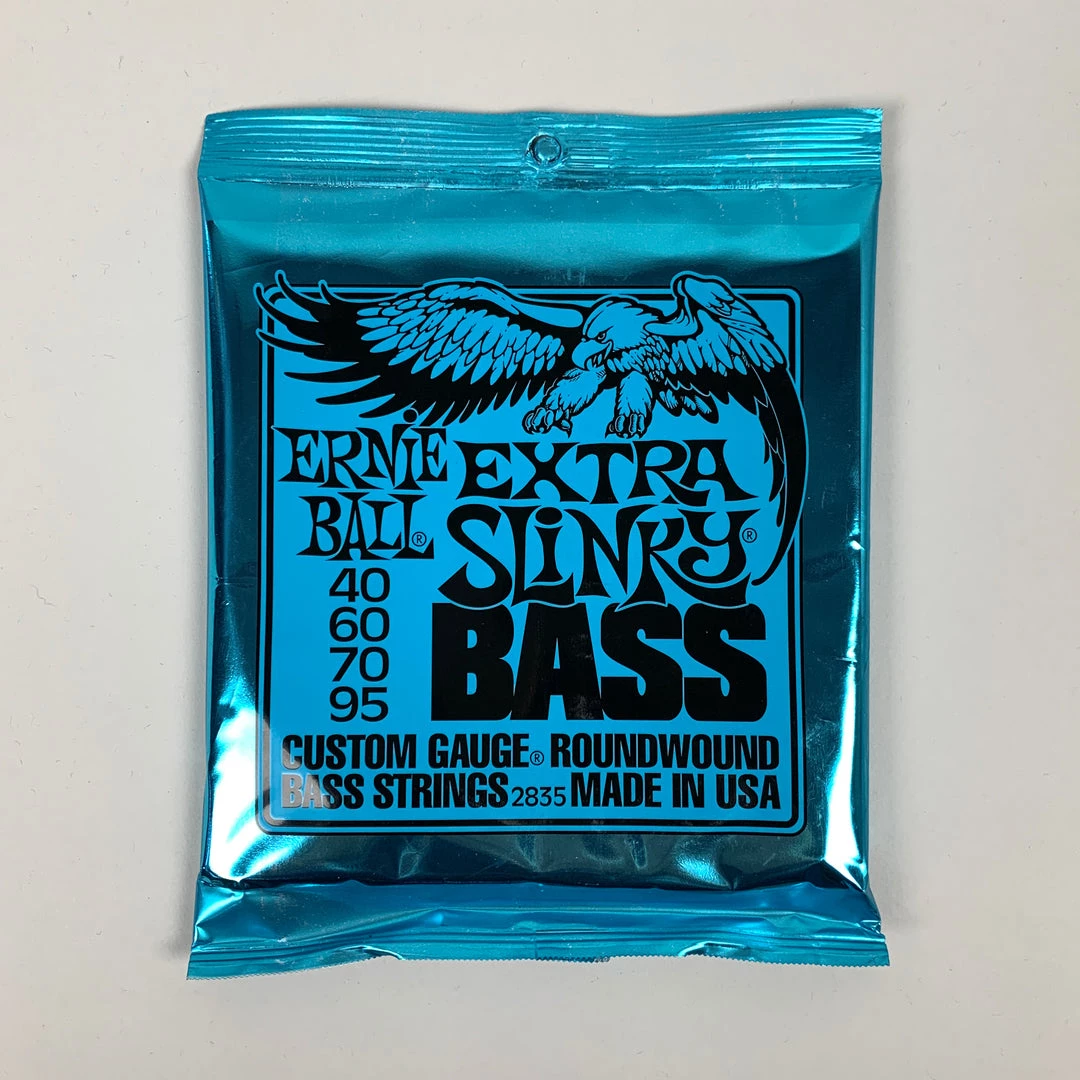 ERNIE
BALL®
EXTRA
SLINKY®
BASS
40
60
70
95
CUSTOM GAUGE® ROUNDWOUND
BASS STRINGS 2835 MADE IN USA